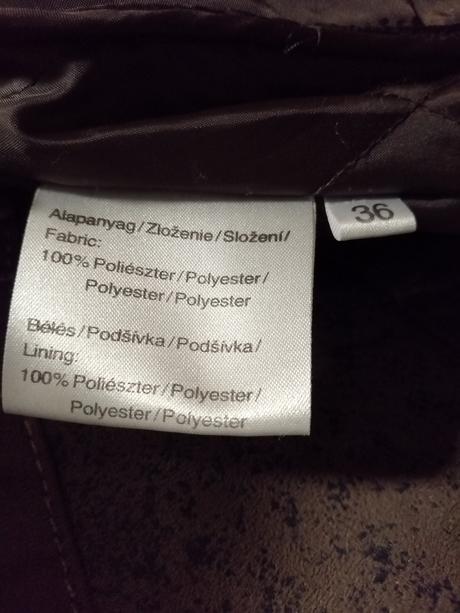 Alapanyag/Zloženie/Složení/
Fabric:
100% Poliészter/Polyester/
Polyester/Polyester
Bélés/Podšívka/Podšívka/
Lining:
100% Poliészter/Polyester/
Polyester/Polyester
36